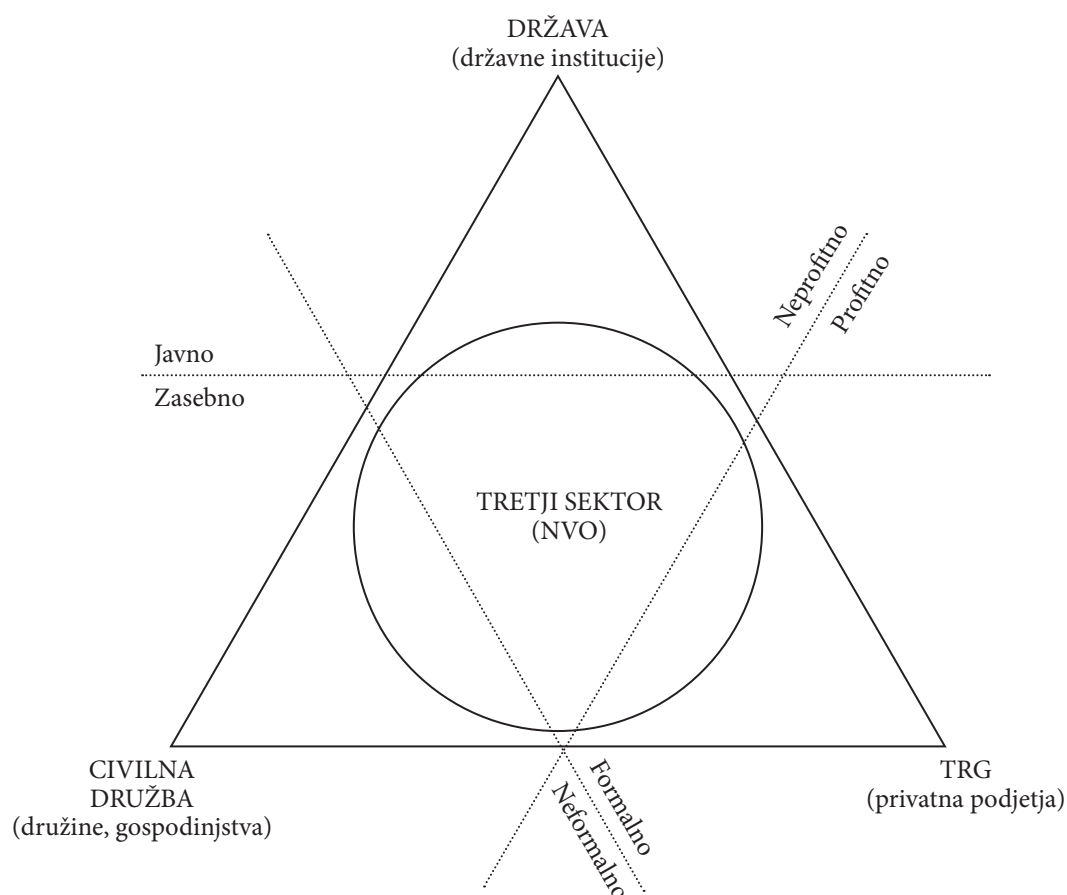 DRŽAVA
(državne institucije)
Neprofitno
Profitno
Javno
Zasebno
TRETJI SEKTOR
(NVO)
CIVILNA
DRUŽBA
(družine, gospodinjstva)
Formalno
Neformalno
TRG
(privatna podjetja)